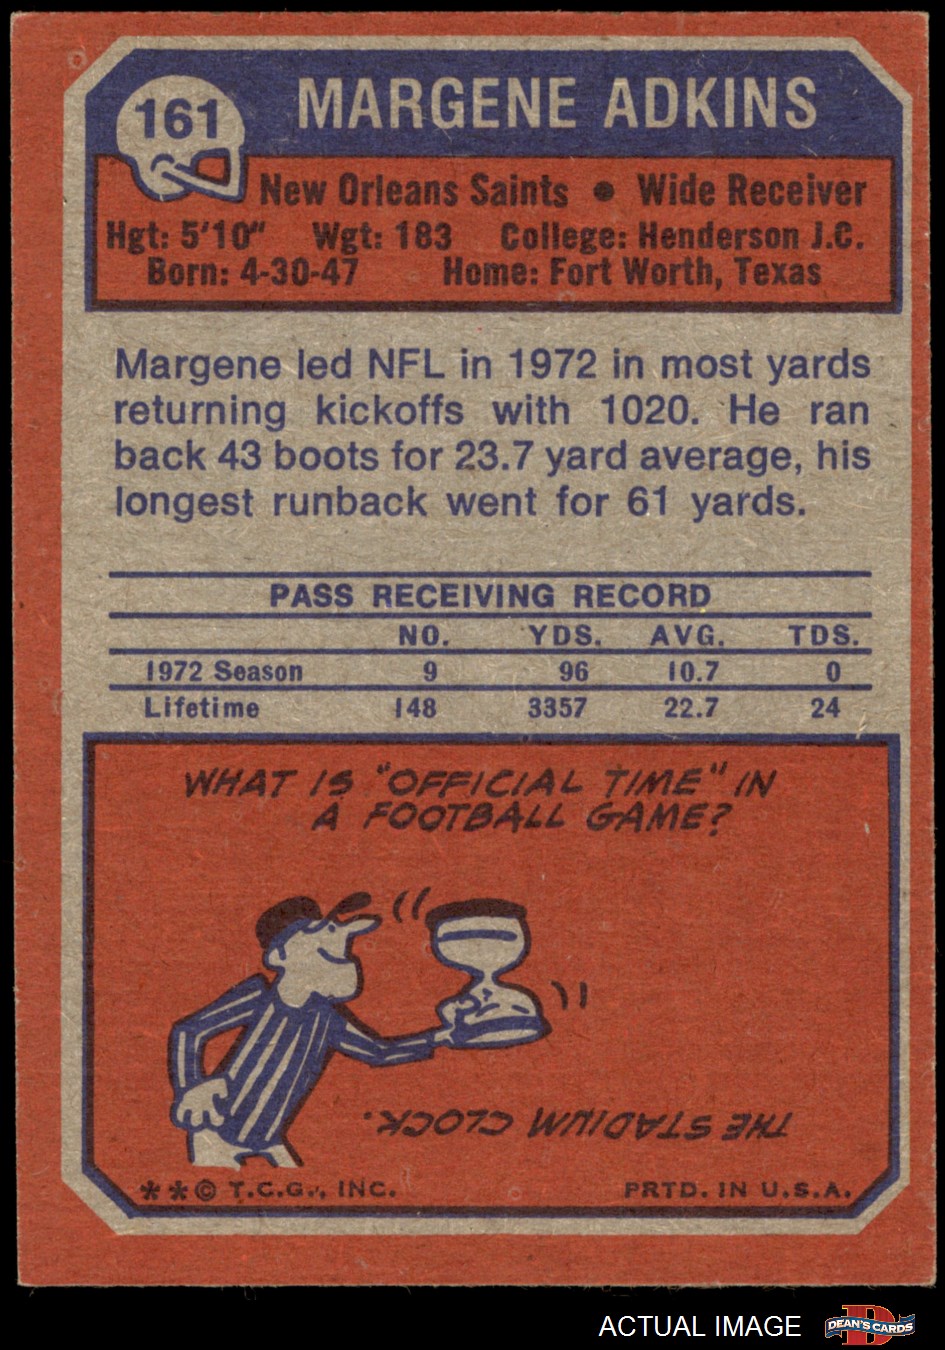 161
MARGENE ADKINS
New Orleans Saints • Wide Receiver
Hgt: 5'10" Wgt: 183 College: Henderson J.C.
Born: 4-30-47 Home: Fort Worth, Texas
Margene led NFL in 1972 in most yards
returning kickoffs with 1020. He ran
back 43 boots for 23.7 yard average, his
longest runback went for 61 yards.
PASS RECEIVING RECORD
NO. YDS. AVG. TDS.
1972 Season 9 96 10.7 0
Lifetime 148 3357 22.7 24
WHAT IS "OFFICIAL TIME" IN
A FOOTBALL GAME?
THE STADIUM CLOCK.
**© T.C.G., INC. PRTD. IN U.S.A.
ACTUAL IMAGE
D
DEAN'S CARDS